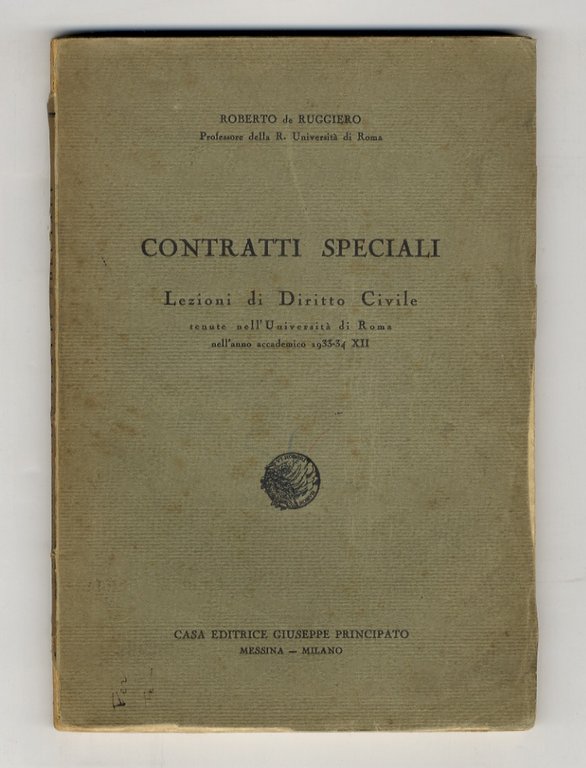 ROBERTO de RUGGIERO
Professore della R. Università di Roma
CONTRATTI SPECIALI
Lezioni di Diritto Civile
tenute nell'Università di Roma
nell'anno accademico 1933-34 XII
CASA EDITRICE GIUSEPPE PRINCIPATO
MESSINA — MILANO